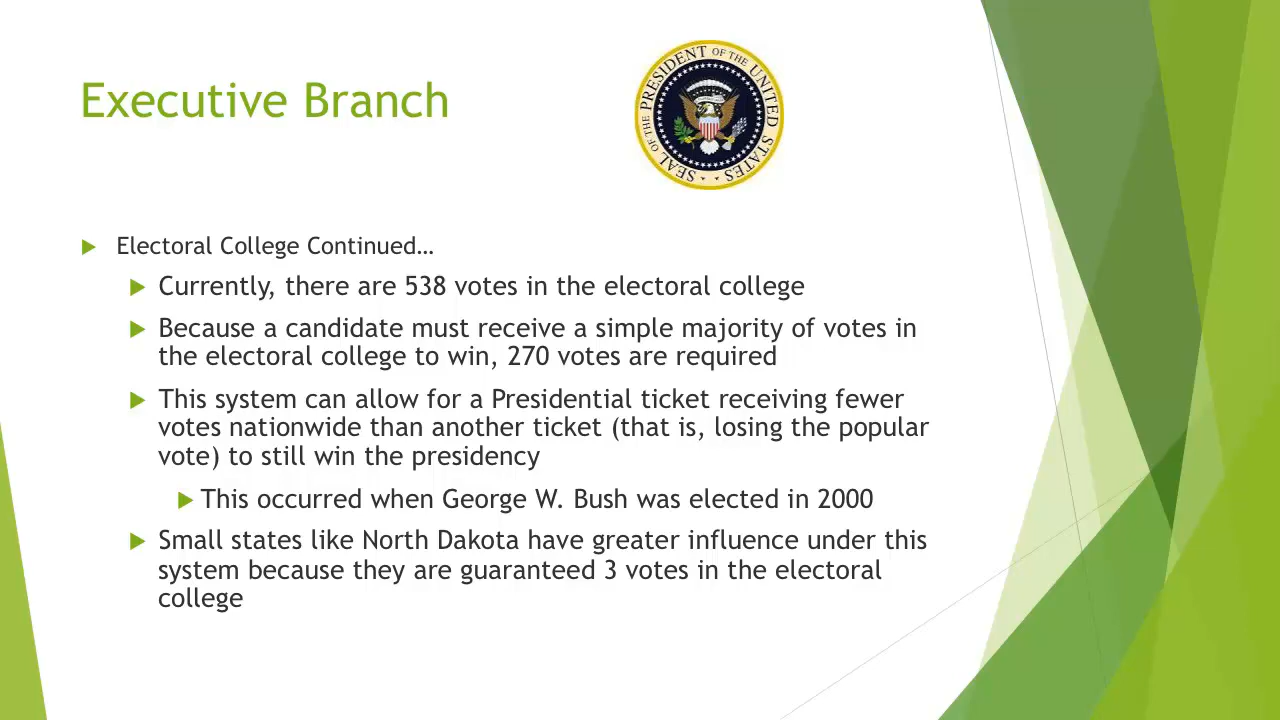 Executive Branch
SEAL OF THE PRESIDENT OF THE UNITED STATES
Electoral College Continued…
Currently, there are 538 votes in the electoral college
Because a candidate must receive a simple majority of votes in
the electoral college to win, 270 votes are required
This system can allow for a Presidential ticket receiving fewer
votes nationwide than another ticket (that is, losing the popular
vote) to still win the presidency
This occurred when George W. Bush was elected in 2000
Small states like North Dakota have greater influence under this
system because they are guaranteed 3 votes in the electoral
college